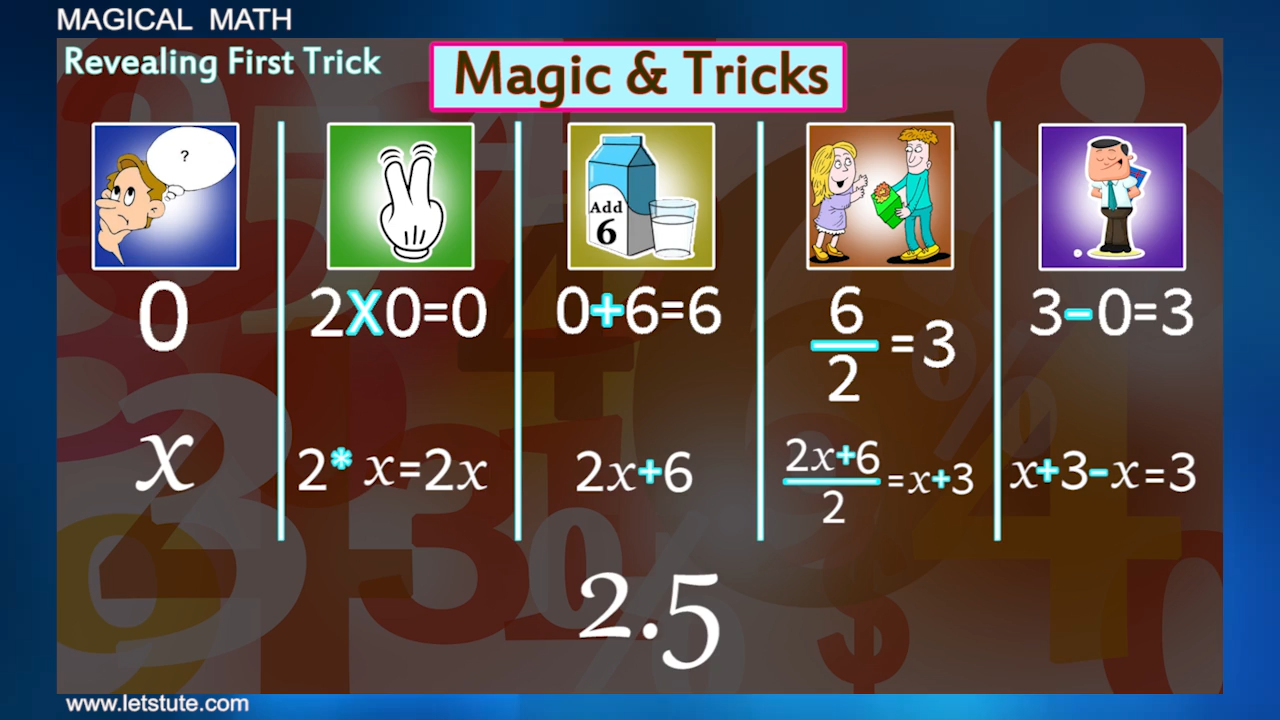 MAGICAL MATH
Revealing First Trick
Magic & Tricks
?
Add
6
0
2X0=0
0+6=6
6/2 =3
3-0=3
x
2* x=2x
2x+6
2x+6/2 =x+3
x+3-x=3
2.5
www.letstute.com